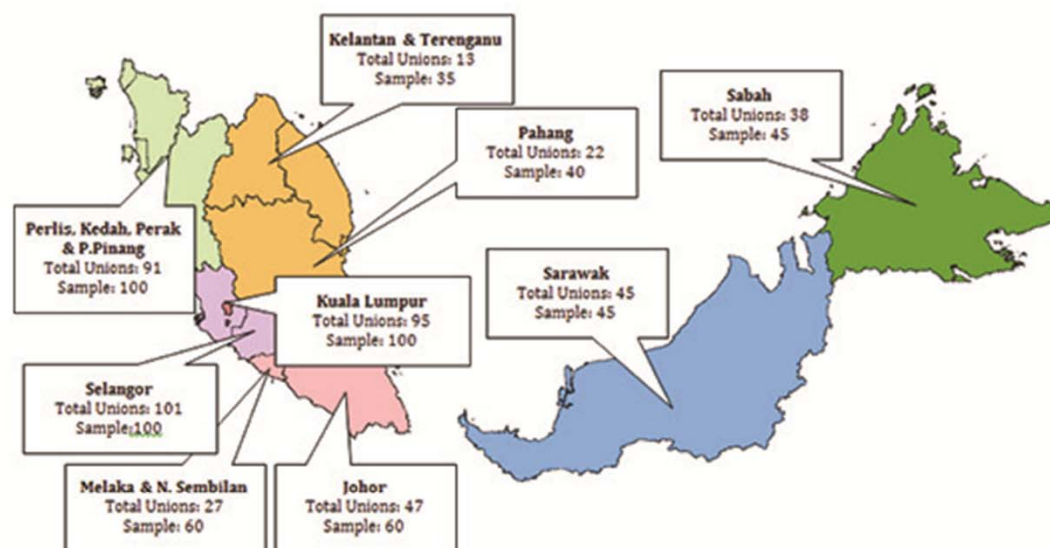 Kelantan & Terenganu
Total Unions: 13
Sample: 35
Pahang
Total Unions: 22
Sample: 40
Sabah
Total Unions: 38
Sample: 45
Perlis, Kedah, Perak
& P.Pinang
Total Unions: 91
Sample: 100
Kuala Lumpur
Total Unions: 95
Sample: 100
Sarawak
Total Unions: 45
Sample: 45
Selangor
Total Unions: 101
Sample:100
Melaka & N. Sembilan
Total Unions: 27
Sample: 60
Johor
Total Unions: 47
Sample: 60